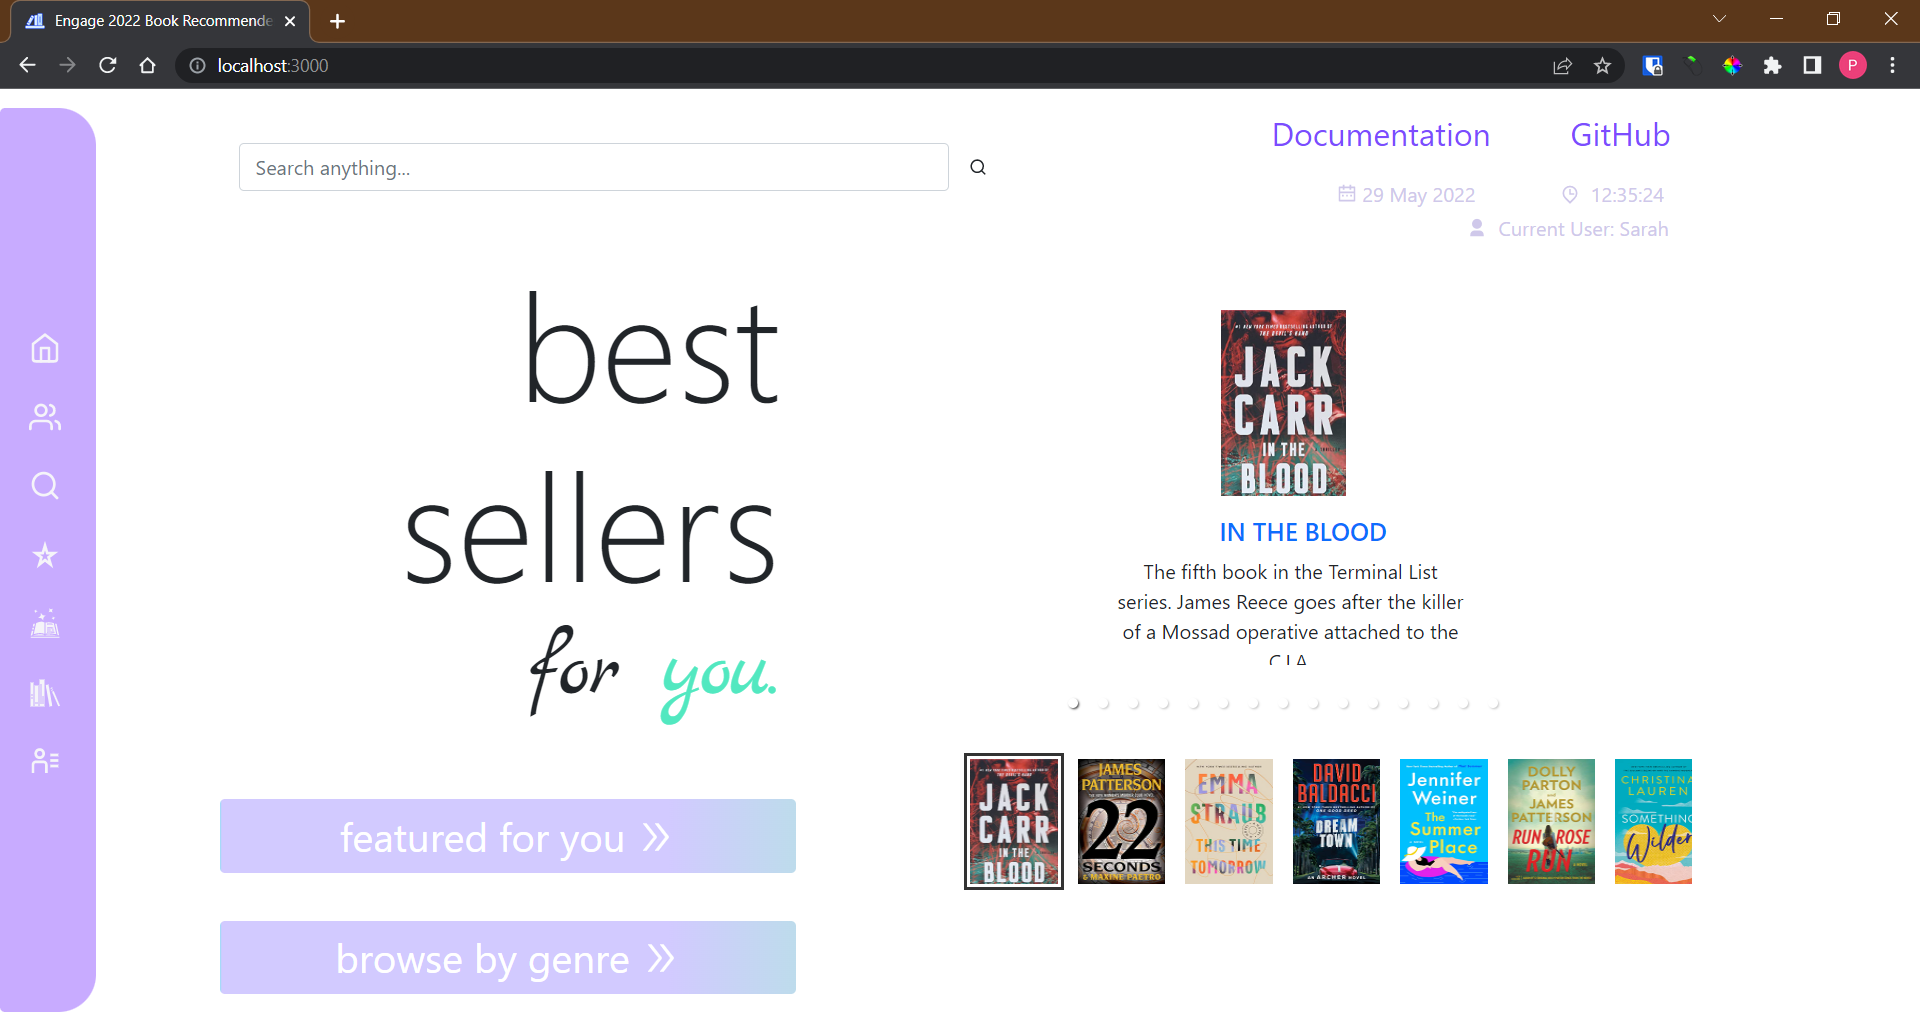 Engage 2022 Book Recommende
localhost:3000
P
Documentation
GitHub
Search anything...
29 May 2022
12:35:24
Current User: Sarah
best
sellers
for you.
JACK
CARR
IN THE
BLOOD
IN THE BLOOD
The fifth book in the Terminal List
series. James Reece goes after the killer
of a Mossad operative attached to the
C.I.A.
featured for you
browse by genre
JACK
CARR
IN THE
BLOOD
JAMES
PATTERSON
22
SECONDS
& MAXINE PAETRO
EMMA
STRAUB
THIS TIME
TOMORROW
DAVID
BALDACCI
DREAM
TOWN
AN ARCHER NOVEL
Jennifer
Weiner
The
Summer
Place
DOLLY
PARTON
and
JAMES
PATTERSON
RUN
ROSE
RUN
CHRISTINA
LAUREN
SOMETHING
Wilder